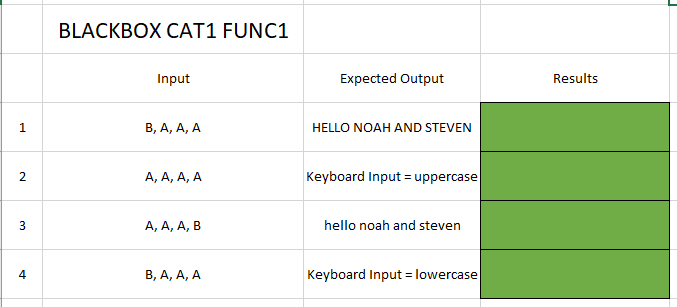 BLACKBOX CAT1 FUNC1
Input Expected Output Results
1 B, A, A, A HELLO NOAH AND STEVEN
2 A, A, A, A Keyboard Input = uppercase
3 A, A, A, B hello noah and steven
4 B, A, A, A Keyboard Input = lowercase